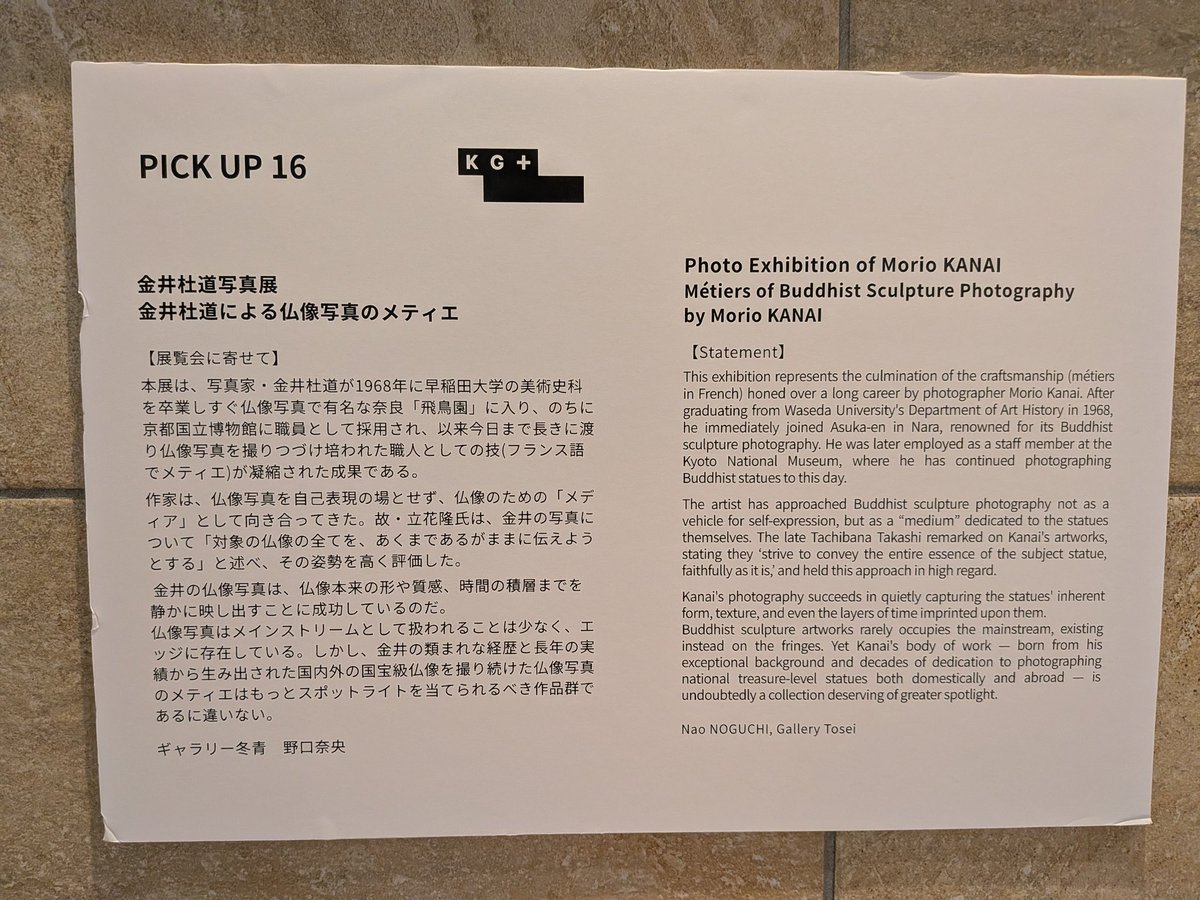 PICK UP 16
KG+
金井杜道写真展
金井杜道による仏像写真のメティエ
【展覧会に寄せて】
本展は、写真家・金井杜道が1968年に早稲田大学の美術史科
を卒業しすぐ仏像写真で有名な奈良「飛鳥園」に入り、のちに
京都国立博物館に職員として採用され、以来今日まで長きに渡
り仏像写真を撮りつづけ培われた職人としての技(フランス語
でメティエ)が凝縮された成果である。
作家は、仏像写真を自己表現の場とせず、仏像のための「メデ
ィア」として向き合ってきた。故・立花隆氏は、金井の写真に
ついて「対象の仏像の全てを、あくまであるがままに伝えよう
とする」と述べ、その姿勢を高く評価した。
金井の仏像写真は、仏像本来の形や質感、時間の積層までを
静かに映し出すことに成功しているのだ。
仏像写真はメインストリームとして扱われることは少なく、エ
ッジに存在している。しかし、金井の類まれな経歴と長年の実
績から生み出された国内外の国宝級仏像を撮り続けた仏像写真
のメティエはもっとスポットライトを当てられるべき作品群で
あるに違いない。
ギャラリー冬青　野口奈央
Photo Exhibition of Morio KANAI
Métiers of Buddhist Sculpture Photography
by Morio KANAI
【Statement】
This exhibition represents the culmination of the craftsmanship (métiers
in French) honed over a long career by photographer Morio Kanai. After
graduating from Waseda University's Department of Art History in 1968,
he immediately joined Asuka-en in Nara, renowned for its Buddhist
sculpture photography. He was later employed as a staff member at the
Kyoto National Museum, where he has continued photographing
Buddhist statues to this day.
The artist has approached Buddhist sculpture photography not as a
vehicle for self-expression, but as a “medium” dedicated to the statues
themselves. The late Tachibana Takashi remarked on Kanai's artworks,
stating they ‘strive to convey the entire essence of the subject statue,
faithfully as it is,’ and held this approach in high regard.
Kanai's photography succeeds in quietly capturing the statues' inherent
form, texture, and even the layers of time imprinted upon them.
Buddhist sculpture artworks rarely occupies the mainstream, existing
instead on the fringes. Yet Kanai's body of work — born from his
exceptional background and decades of dedication to photographing
national treasure-level statues both domestically and abroad — is
undoubtedly a collection deserving of greater spotlight.
Nao NOGUCHI, Gallery Tosei